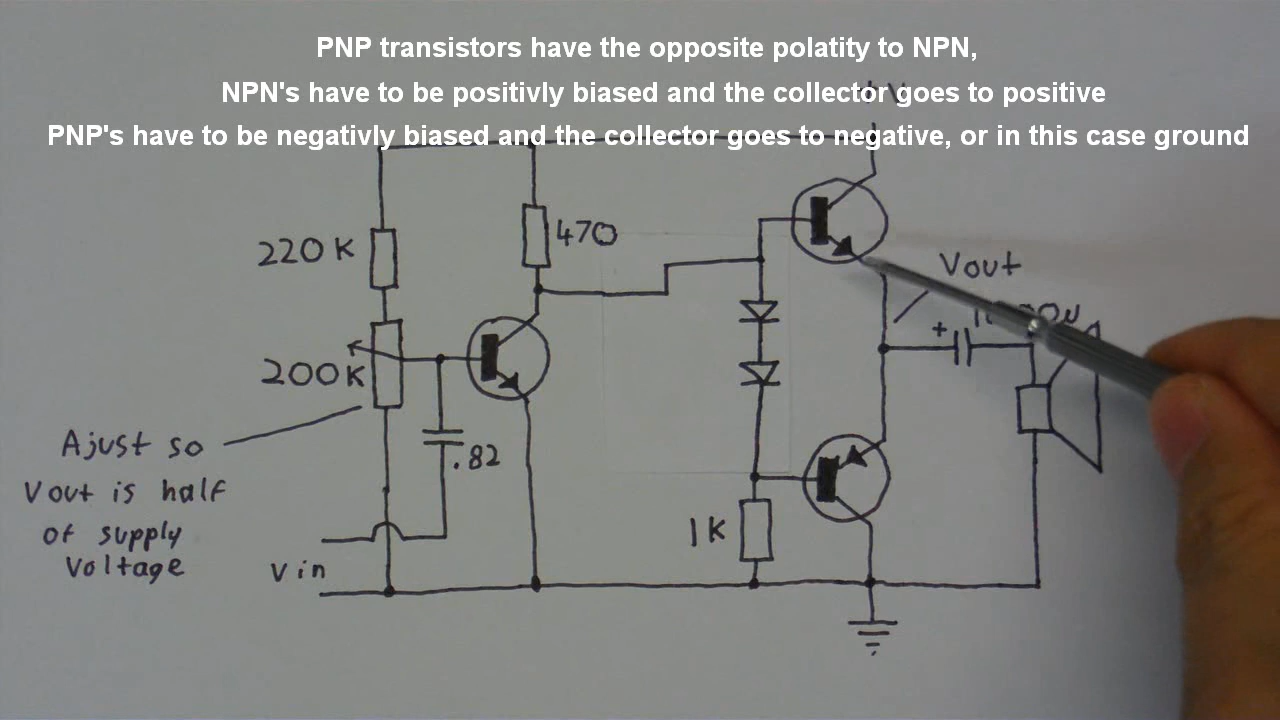 PNP transistors have the opposite polatity to NPN,
NPN's have to be positivly biased and the collector goes to positive
PNP's have to be negativly biased and the collector goes to negative, or in this case ground
+V
470
220K
Vout
200K
Ajust so
Vout is half
of supply
Voltage
.82
1K
Vin
+